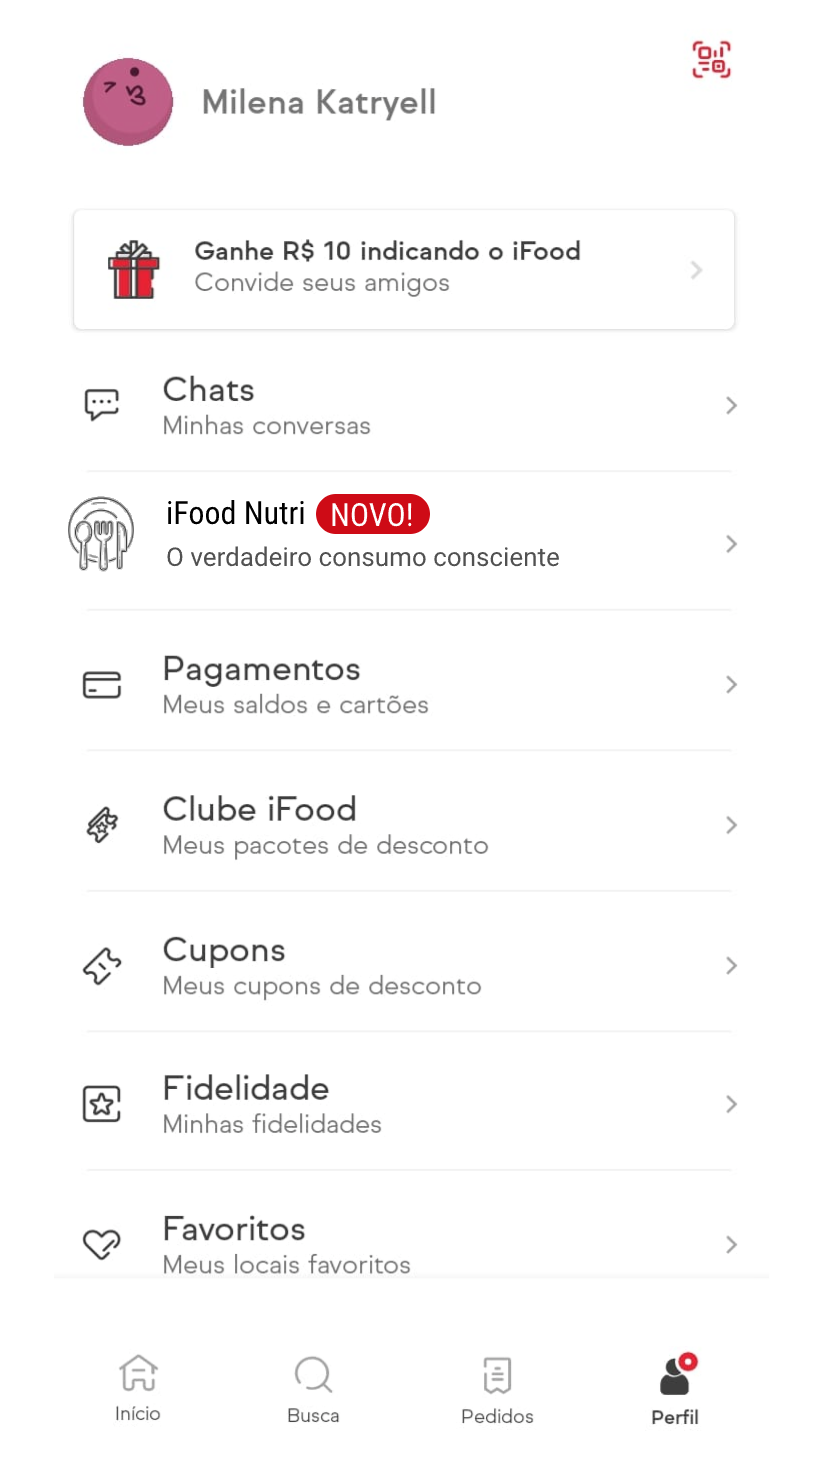 Milena Katryell
Ganhe R$ 10 indicando o iFood
Convide seus amigos
Chats
Minhas conversas
iFood Nutri NOVO!
O verdadeiro consumo consciente
Pagamentos
Meus saldos e cartões
Clube iFood
Meus pacotes de desconto
Cupons
Meus cupons de desconto
Fidelidade
Minhas fidelidades
Favoritos
Meus locais favoritos
Início
Busca
Pedidos
Perfil